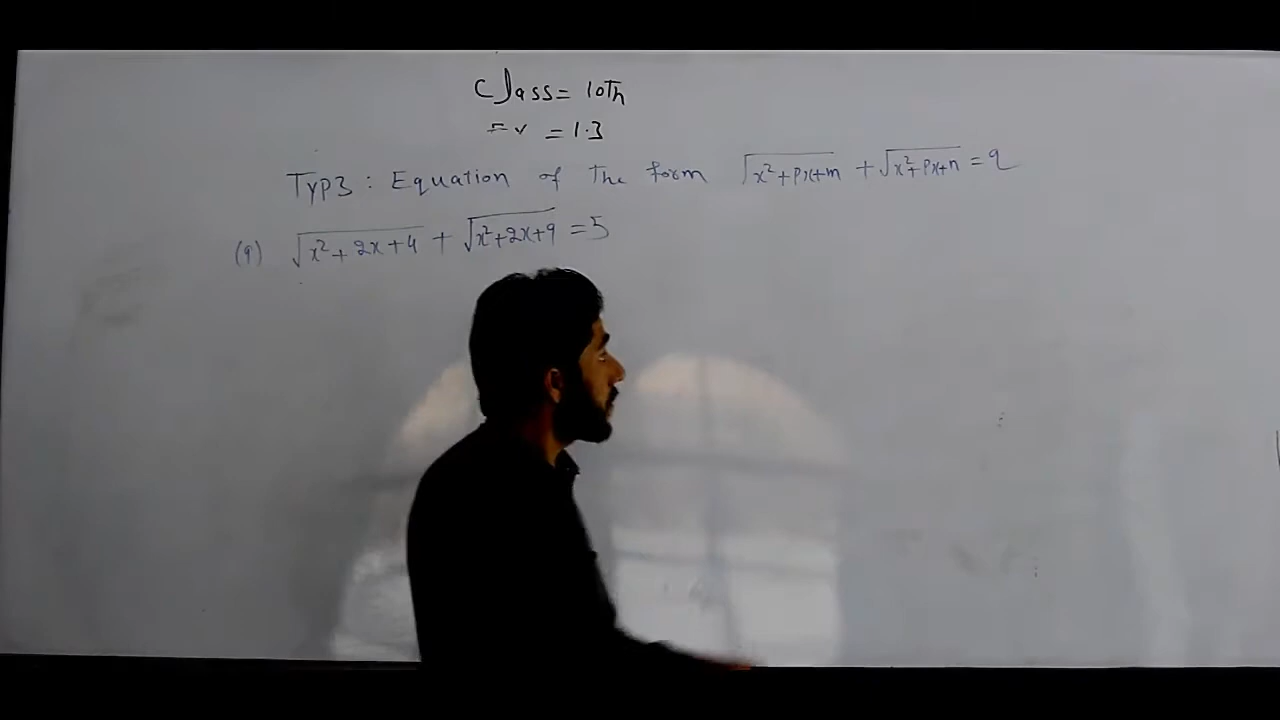 Class = 10Th
Ex = 1.3
Typ3 : Equation of The form √(x²+px+m) + √(x²+px+n) = q
(9) √(x²+2x+4) + √(x²+2x+9) = 5